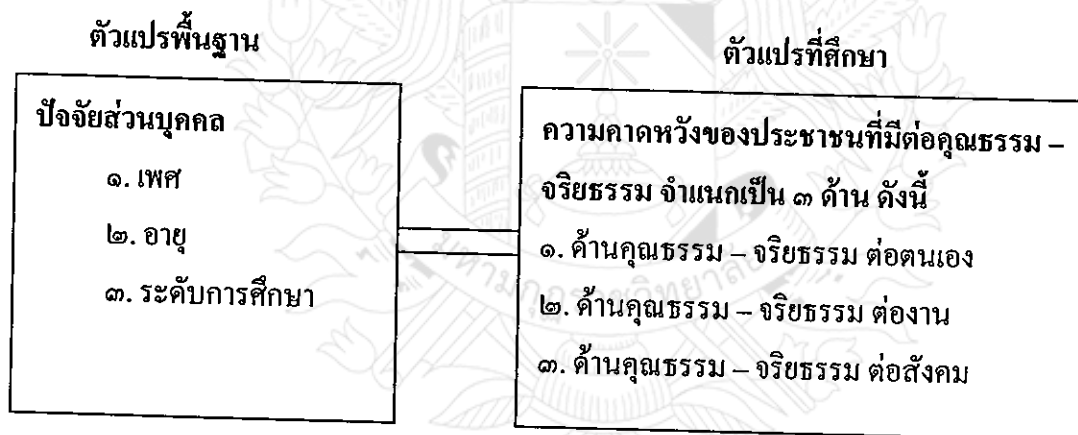 ตัวแปรพื้นฐาน
ปัจจัยส่วนบุคคล
๑. เพศ
๒. อายุ
๓. ระดับการศึกษา
ตัวแปรที่ศึกษา
ความคาดหวังของประชาชนที่มีต่อคุณธรรม –
จริยธรรม จำแนกเป็น ๓ ด้าน ดังนี้
๑. ด้านคุณธรรม – จริยธรรม ต่อตนเอง
๒. ด้านคุณธรรม – จริยธรรม ต่องาน
๓. ด้านคุณธรรม – จริยธรรม ต่อสังคม